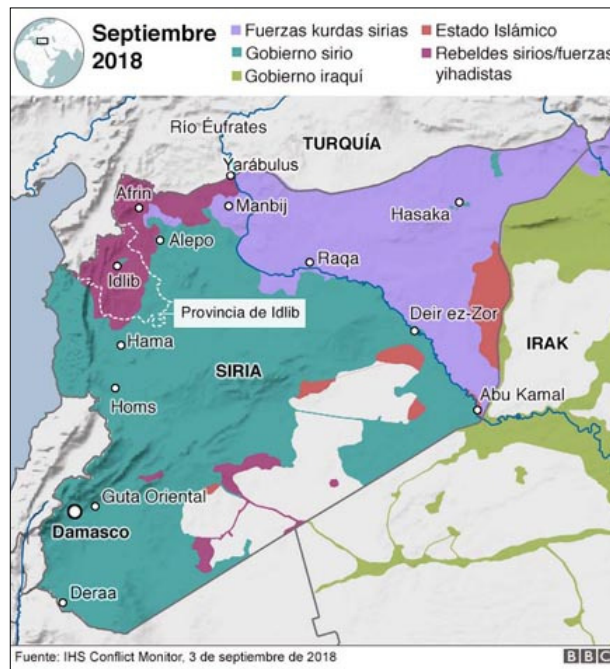 Septiembre
2018
Fuerzas kurdas sirias
Gobierno sirio
Gobierno iraquí
Estado Islámico
Rebeldes sirios/fuerzas
yihadistas
Río Éufrates
TURQUÍA
Yarábulus
Afrin
Manbij
Hasaka
Alepo
Raqa
Idlib
Provincia de Idlib
Deir ez-Zor
Hama
IRAK
SIRIA
Homs
Abu Kamal
Guta Oriental
Damasco
Deraa
Fuente: IHS Conflict Monitor, 3 de septiembre de 2018
BBC